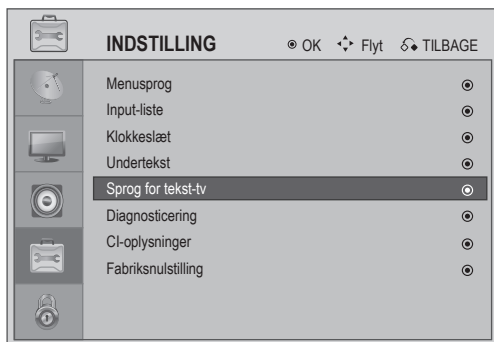 INDSTILLING OK Flyt TILBAGE
Menusprog
Input-liste
Klokkeslæt
Undertekst
Sprog for tekst-tv
Diagnosticering
CI-oplysninger
Fabriksnulstilling